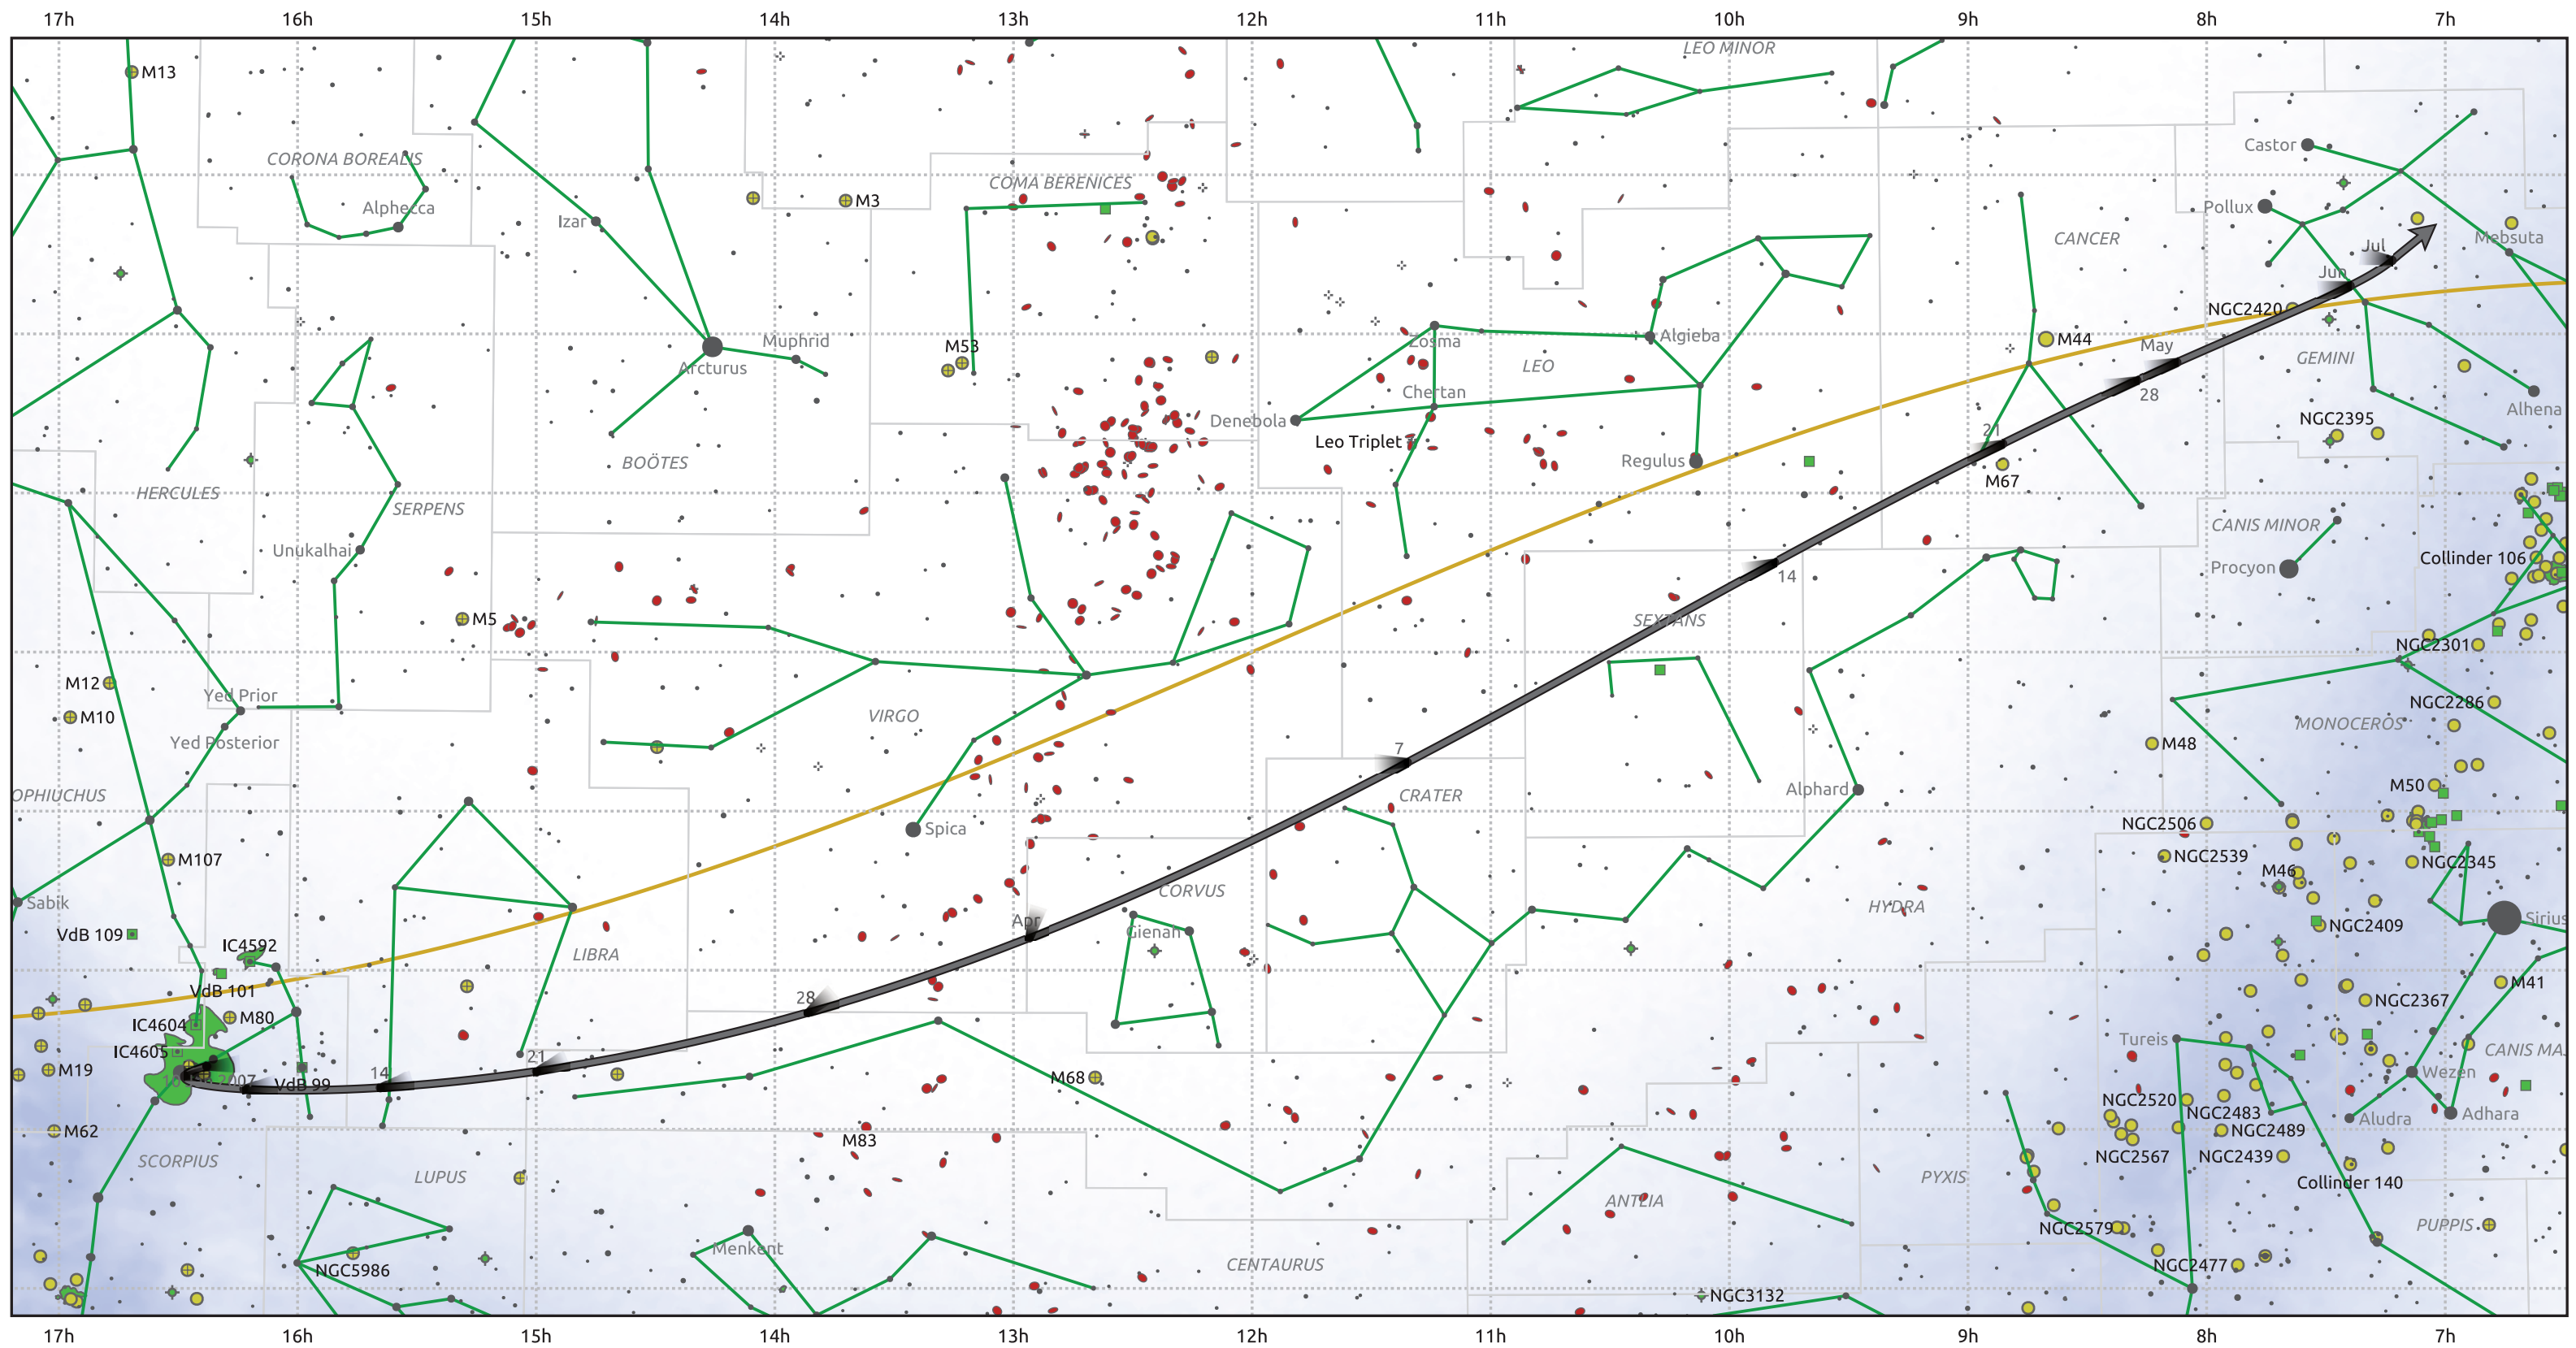 17h 16h 15h 14h 13h 12h 11h 10h 9h 8h 7h
LEO MINOR
M13
Castor
CORONA BOREALIS
COMA BERENICES
M3
Alphecca
Pollux
Izar
CANCER
Mebsuta
Jul
Jun
NGC2420
Muphrid
Zosma
Algieba
M44
May
M53
LEO
GEMINI
Arcturus
Chertan
28
Alhena
Denebola
NGC2395
Leo Triplet
21
BOÖTES
Regulus
M67
HERCULES
SERPENS
CANIS MINOR
Unukalhai
Collinder 106
Procyon
14
M5
SEXTANS
NGC2301
M12
Yed Prior
NGC2286
M10
VIRGO
MONOCEROS
Yed Posterior
M48
7
OPHIUCHUS
CRATER
Alphard
M50
Spica
NGC2506
M107
NGC2539
NGC2345
M46
CORVUS
Sabik
HYDRA
Apr
Gienah
Sirius
NGC2409
VdB 109
IC4592
LIBRA
M41
VdB 101
28
NGC2367
M80
IC4604
Tureis
IC4605
21
CANIS MA
M19
14
M68
Wezen
2007
VdB 99
NGC2520
NGC2483
Adhara
Aludra
M62
M83
NGC2489
NGC2567
NGC2439
SCORPIUS
LUPUS
PYXIS
Collinder 140
ANTLIA
NGC2579
PUPPIS
Menkent
NGC5986
CENTAURUS
NGC2477
NGC3132
17h 16h 15h 14h 13h 12h 11h 10h 9h 8h 7h